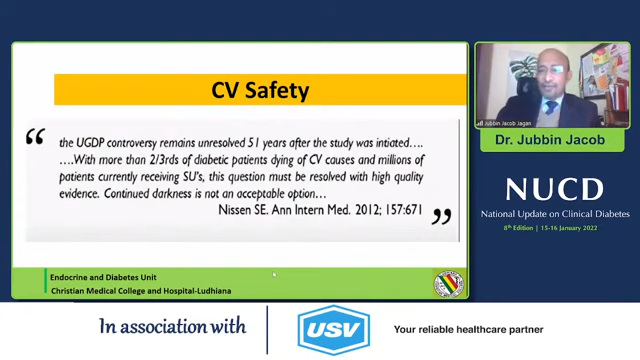 CV Safety
“ the UGDP controversy remains unresolved 51 years after the study was intiated….
….With more than 2/3rds of diabetic patients dying of CV causes and millions of
patients currently receiving SU's, this question must be resolved with high quality
evidence. Continued darkness is not an acceptable option…
Nissen SE. Ann Intern Med. 2012; 157:671 ”
Endocrine and Diabetes Unit
Christian Medical College and Hospital-Ludhiana
Jubbin Jacob Jagan
Dr. Jubbin Jacob
NUCD
National Update on Clinical Diabetes
8th Edition | 15-16 January 2022
In association with
USV
Your reliable healthcare partner